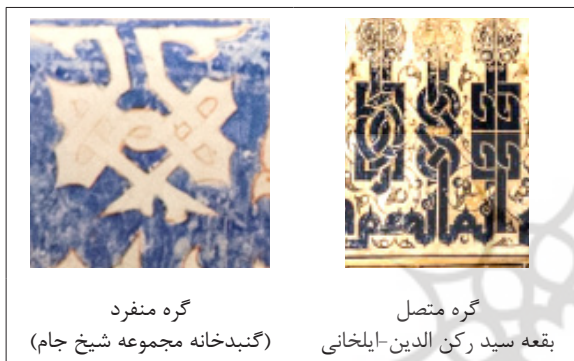 گره متصل
بقعه سید رکن الدین-ایلخانی
گره منفرد
(گنبدخانه مجموعه شیخ جام)